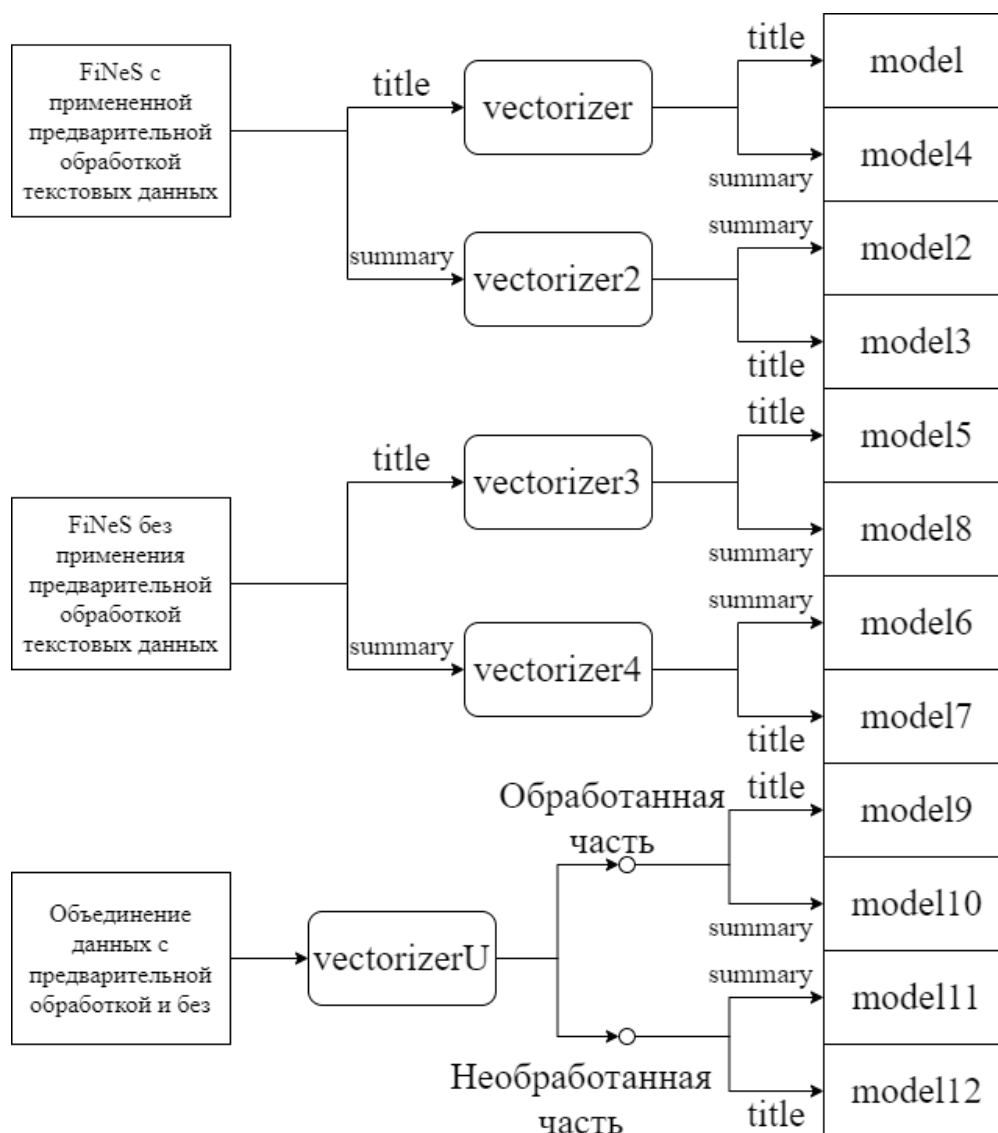 FiNeS с
примененной
предварительной
обработкой
текстовых данных
title
vectorizer
title
model
summary
model4
summary
vectorizer2
summary
model2
title
model3
FiNeS без
применения
предварительной
обработкой
текстовых данных
title
vectorizer3
title
model5
summary
model8
summary
vectorizer4
summary
model6
title
model7
Объединение
данных с
предварительной
обработкой и без
vectorizerU
Обработанная
часть
title
model9
summary
model10
Необработанная
часть
summary
model11
title
model12